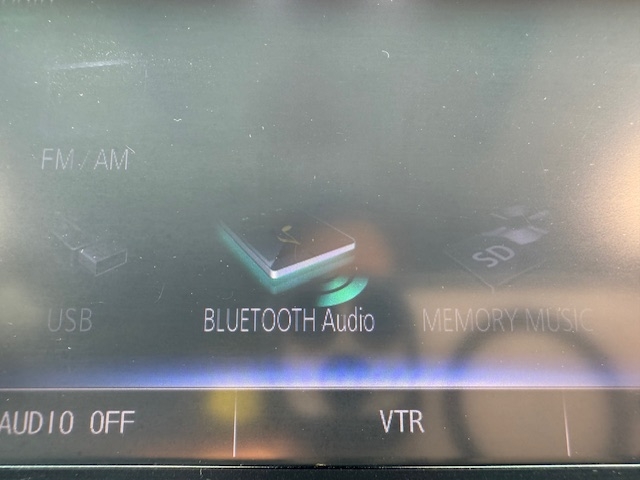 FM/AM
USB
BLUETOOTH Audio
SD
MEMORY MUSIC
AUDIO OFF
VTR